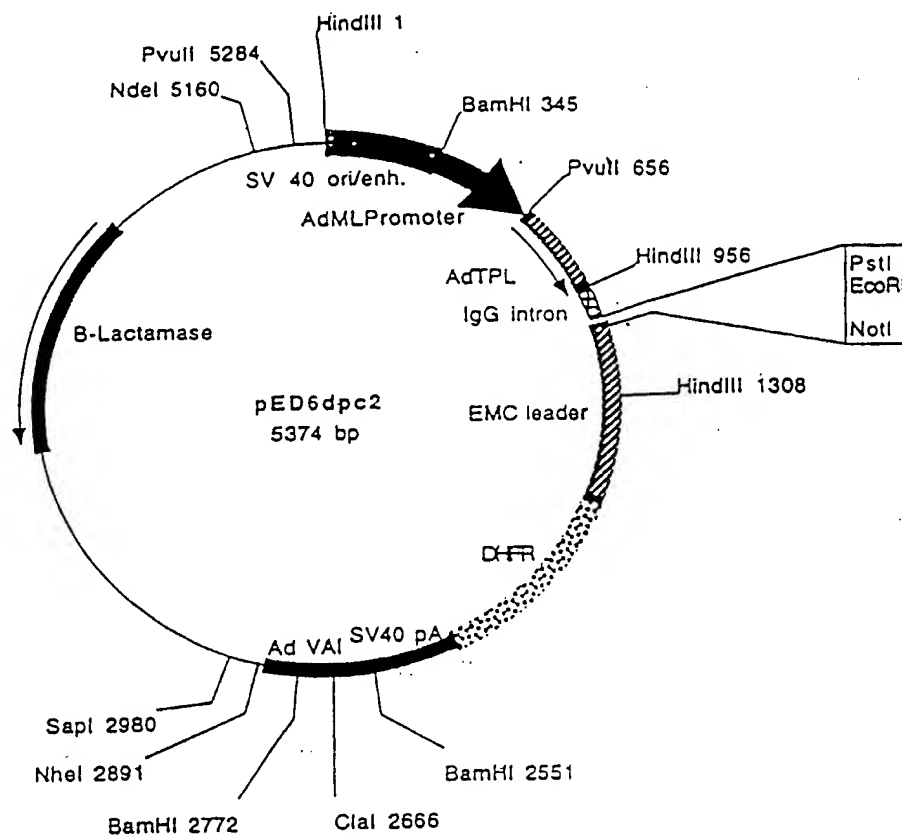 HindIII 1
PvuII 5284
NdeI 5160
BamHI 345
SV 40 ori/enh.
PvuII 656
AdMLPromoter
HindIII 956
AdTPL
PstI
EcoR
IgG intron
NotI
B-Lactamase
HindIII 1308
pED6dpc2
EMC leader
5374 bp
DHFR
SV40 pA
Ad VAI
SapI 2980
NheI 2891
BamHI 2551
BamHI 2772
ClaI 2666